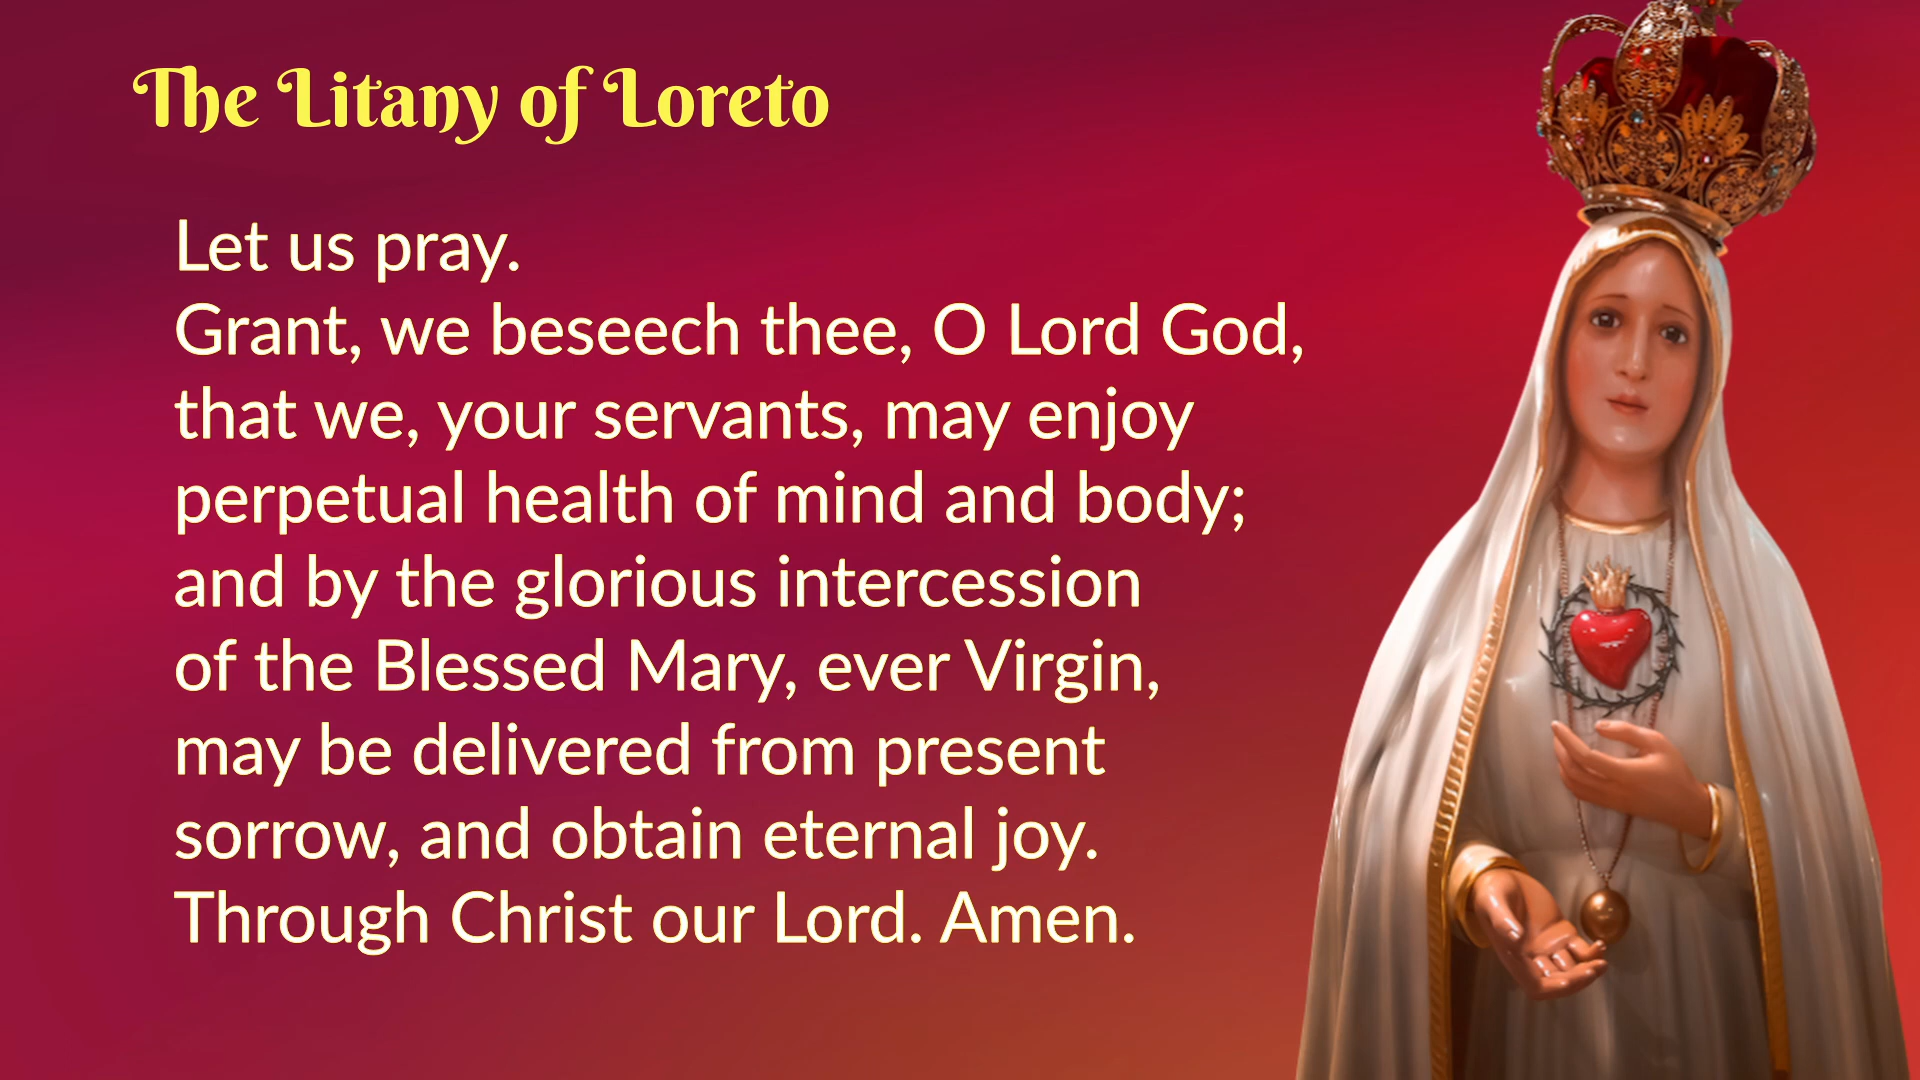 The Litany of Loreto
Let us pray.
Grant, we beseech thee, O Lord God,
that we, your servants, may enjoy
perpetual health of mind and body;
and by the glorious intercession
of the Blessed Mary, ever Virgin,
may be delivered from present
sorrow, and obtain eternal joy.
Through Christ our Lord. Amen.